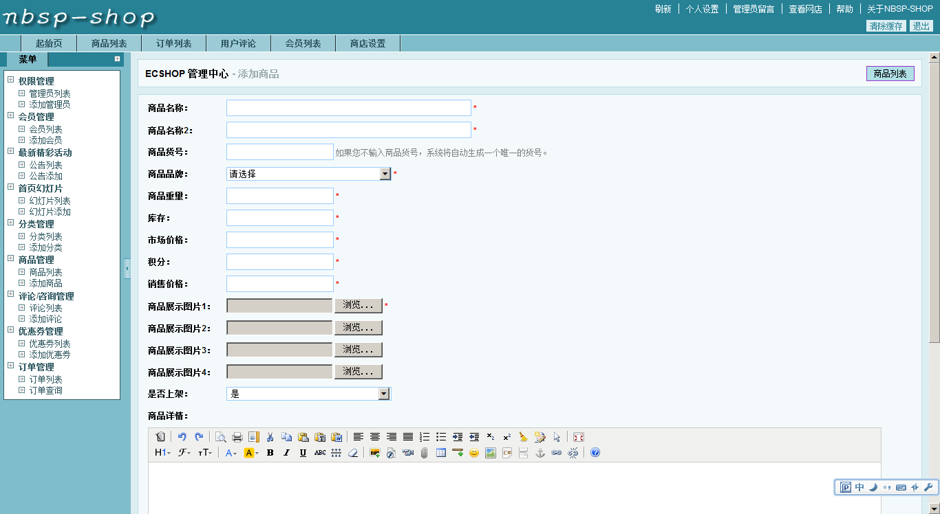 nbsp-shop
刷新 个人设置 管理员留言 查看网店 帮助 关于NBSP-SHOP
清除缓存 退出
起始页 商品列表 订单列表 用户评论 会员列表 商店设置
菜单
权限管理
管理员列表
添加管理员
会员管理
会员列表
添加会员
最新精彩活动
公告列表
公告添加
首页幻灯片
幻灯片列表
幻灯片添加
分类管理
分类列表
添加分类
商品管理
商品列表
添加商品
评论/咨询管理
评论列表
添加评论
优惠券管理
优惠券列表
添加优惠券
订单管理
订单列表
订单查询
ECSHOP 管理中心 - 添加商品
商品列表
商品名称: *
商品名称2: *
商品货号: 如果您不输入商品货号，系统将自动生成一个唯一的货号。
商品品牌: 请选择 *
商品重量: *
库存: *
市场价格: *
积分: *
销售价格: *
商品展示图片1: 浏览... *
商品展示图片2: 浏览...
商品展示图片3: 浏览...
商品展示图片4: 浏览...
是否上架: 是
商品详情:
H1 F TT A A B I U ABC
中